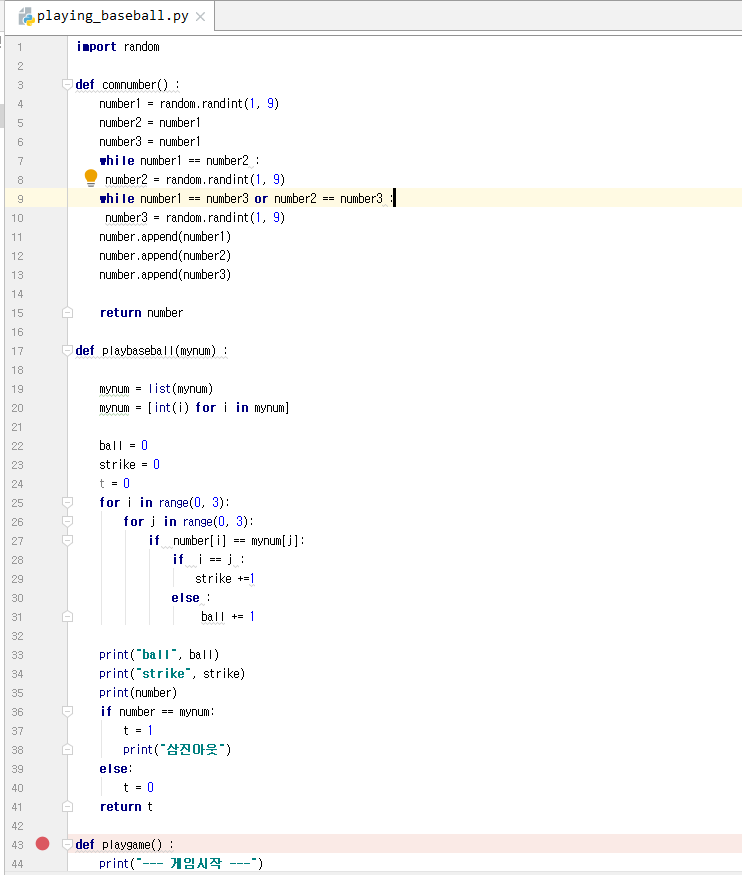 playing_baseball.py
1 import random
2
3 def comnumber() :
4 number1 = random.randint(1, 9)
5 number2 = number1
6 number3 = number1
7 while number1 == number2 :
8 number2 = random.randint(1, 9)
9 while number1 == number3 or number2 == number3 :
10 number3 = random.randint(1, 9)
11 number.append(number1)
12 number.append(number2)
13 number.append(number3)
14
15 return number
16
17 def playbaseball(mynum) :
18
19 mynum = list(mynum)
20 mynum = [int(i) for i in mynum]
21
22 ball = 0
23 strike = 0
24 t = 0
25 for i in range(0, 3):
26 for j in range(0, 3):
27 if  number[i] == mynum[j]:
28 if  i == j :
29 strike +=1
30 else :
31 ball += 1
32
33 print("ball", ball)
34 print("strike", strike)
35 print(number)
36 if number == mynum:
37 t = 1
38 print("삼진아웃")
39 else:
40 t = 0
41 return t
42
43 def playgame() :
44 print("--- 게임시작 ---")